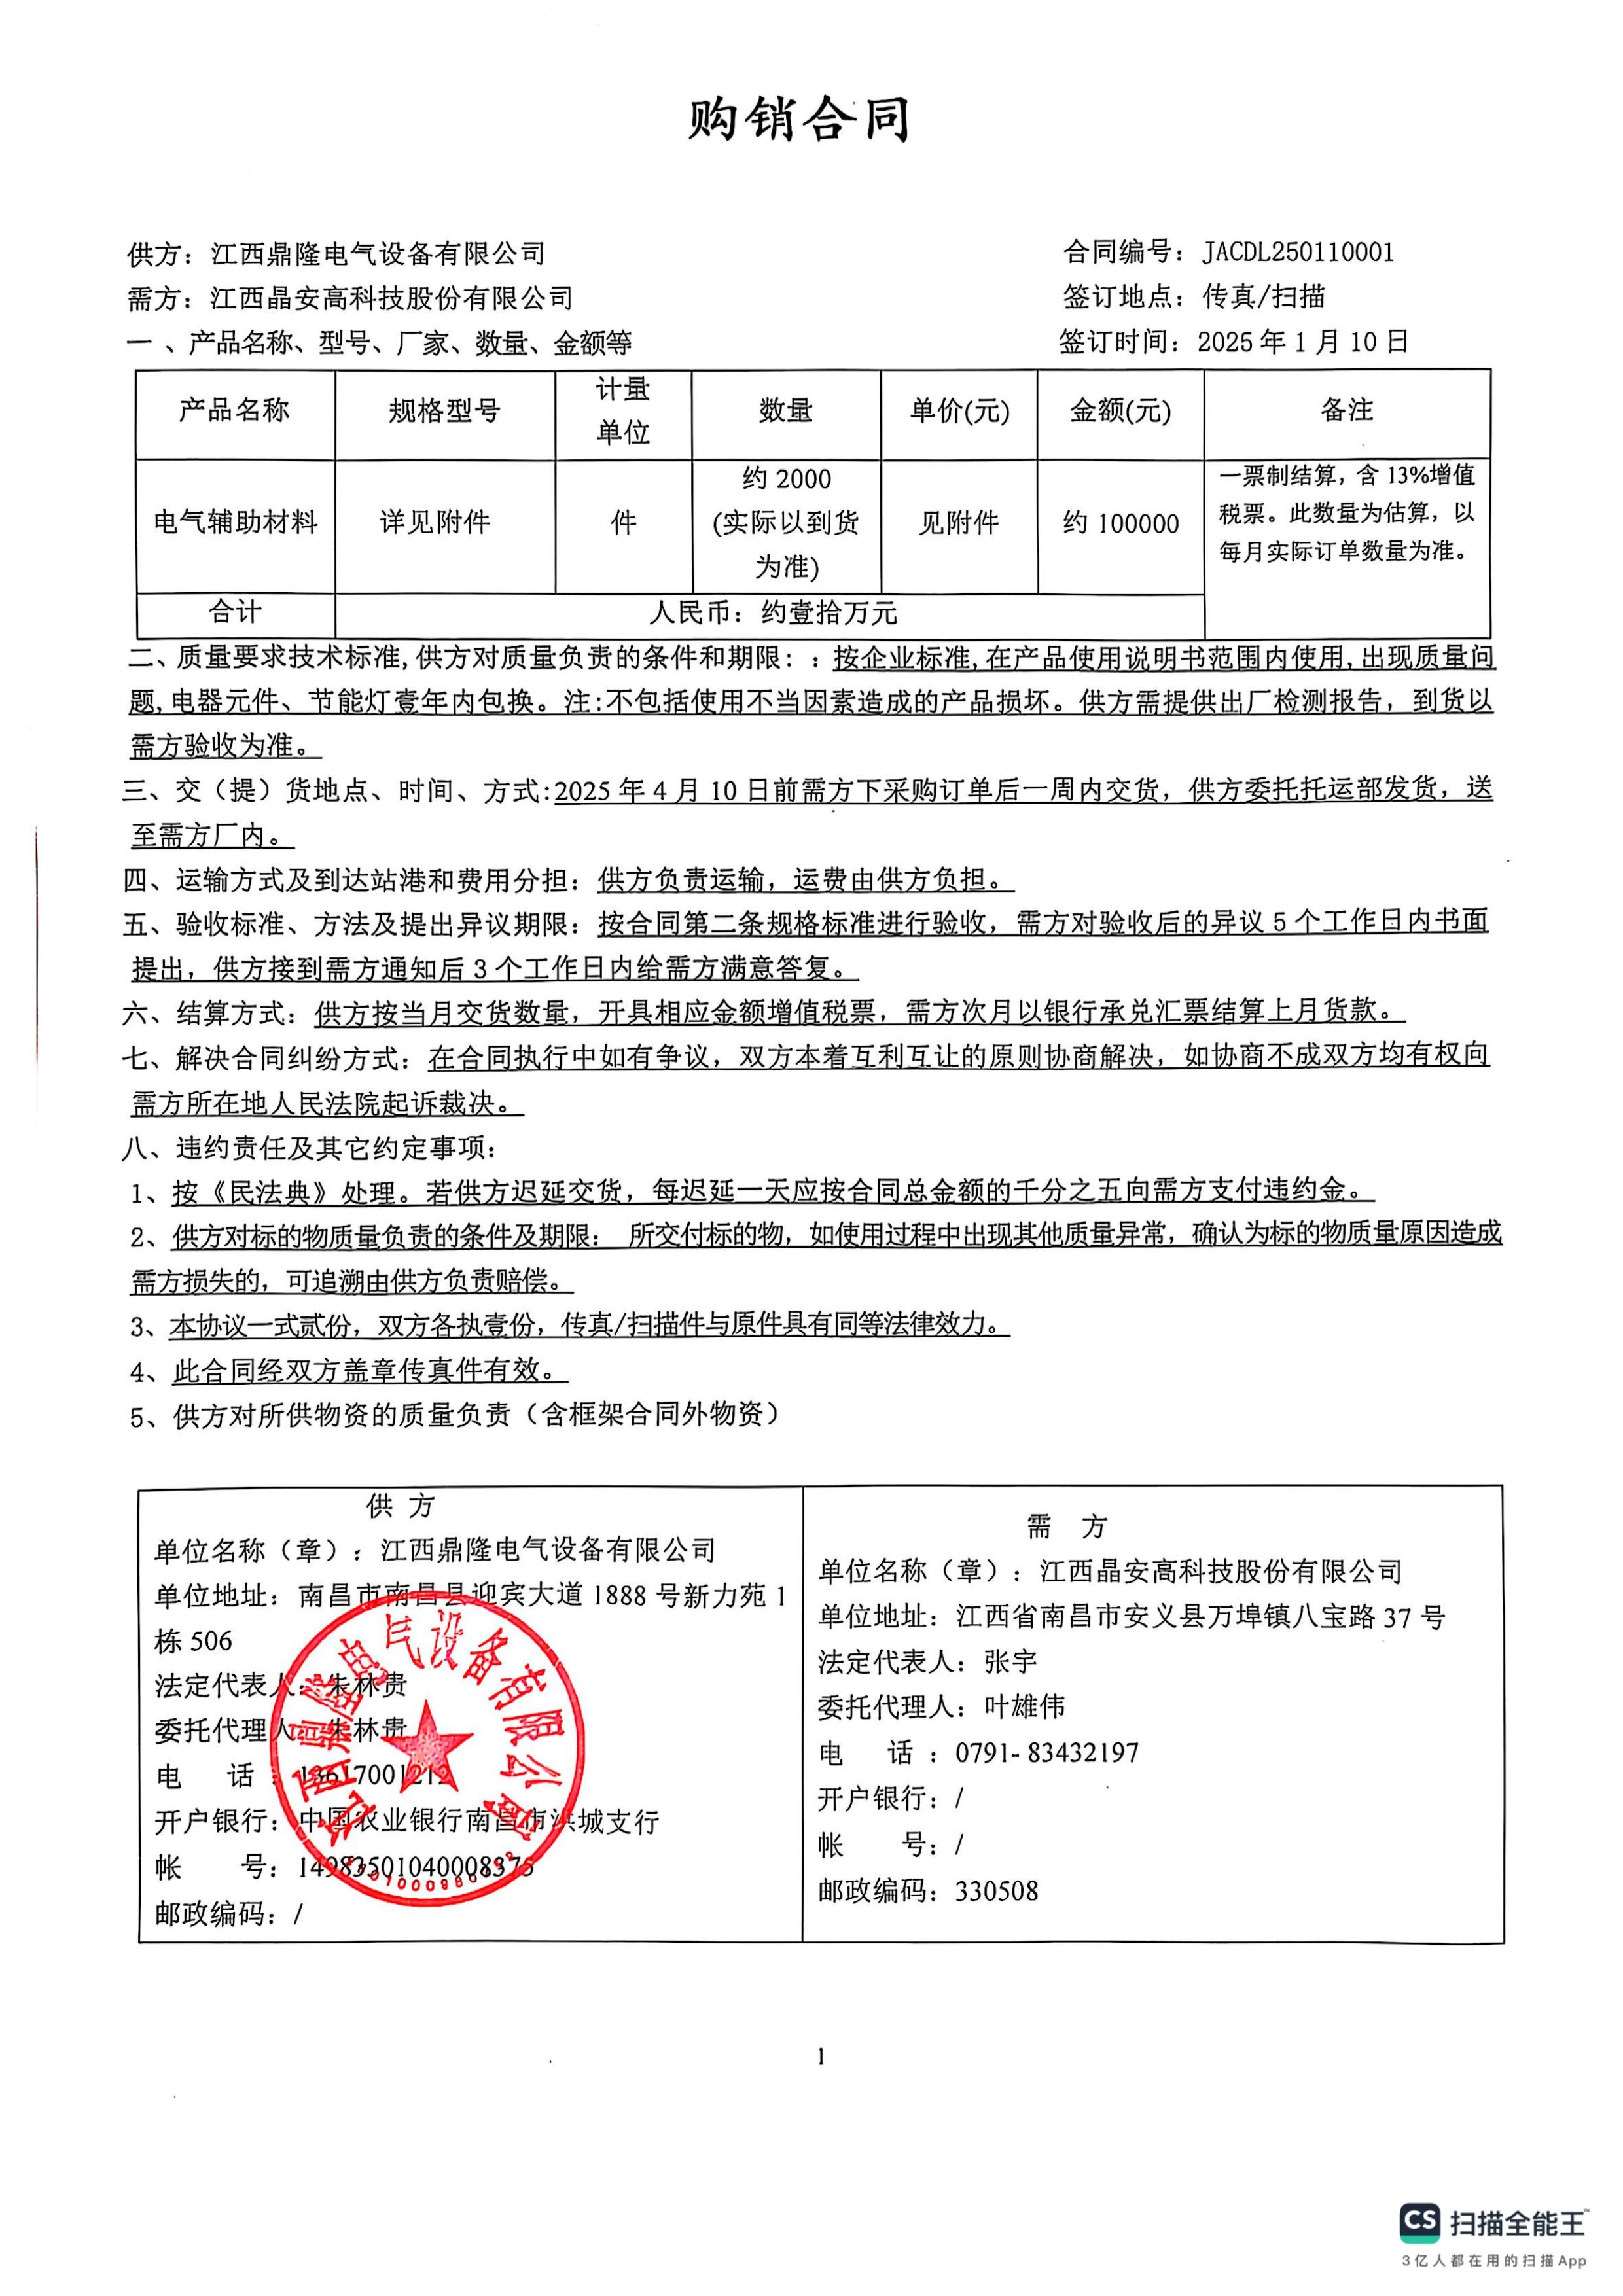 购销合同
供方：江西鼎隆电气设备有限公司
合同编号：JACDL250110001
需方：江西晶安高科技股份有限公司
签订地点：传真/扫描
一 、产品名称、型号、厂家、数量、金额等
签订时间：2025 年 1 月 10 日
产品名称 规格型号 计量单位 数量 单价(元) 金额(元) 备注
电气辅助材料 详见附件 件 约 2000 (实际以到货为准) 见附件 约 100000 一票制结算，含 13%增值税票。此数量为估算，以每月实际订单数量为准。
合计 人民币：约壹拾万元
二、质量要求技术标准,供方对质量负责的条件和期限：：按企业标准,在产品使用说明书范围内使用,出现质量问
题,电器元件、节能灯壹年内包换。注:不包括使用不当因素造成的产品损坏。供方需提供出厂检测报告，到货以
需方验收为准。
三、交（提）货地点、时间、方式:2025 年 4 月 10 日前需方下采购订单后一周内交货，供方委托托运部发货，送
至需方厂内。
四、运输方式及到达站港和费用分担：供方负责运输，运费由供方负担。
五、验收标准、方法及提出异议期限：按合同第二条规格标准进行验收，需方对验收后的异议 5 个工作日内书面
提出，供方接到需方通知后 3 个工作日内给需方满意答复。
六、结算方式：供方按当月交货数量，开具相应金额增值税票，需方次月以银行承兑汇票结算上月货款。
七、解决合同纠纷方式：在合同执行中如有争议，双方本着互利互让的原则协商解决，如协商不成双方均有权向
需方所在地人民法院起诉裁决。
八、违约责任及其它约定事项：
1、按《民法典》处理。若供方迟延交货，每迟延一天应按合同总金额的千分之五向需方支付违约金。
2、供方对标的物质量负责的条件及期限： 所交付标的物，如使用过程中出现其他质量异常，确认为标的物质量原因造成
需方损失的，可追溯由供方负责赔偿。
3、本协议一式贰份，双方各执壹份，传真/扫描件与原件具有同等法律效力。
4、此合同经双方盖章传真件有效。
5、供方对所供物资的质量负责（含框架合同外物资）
供 方
单位名称（章）：江西鼎隆电气设备有限公司
单位地址：南昌市南昌县迎宾大道 1888 号新力苑 1
栋 506
法定代表人：朱林贵
委托代理人：朱林贵
电 话 ：13617001212
开户银行：中国农业银行南昌市洪城支行
帐 号：14983501040008375
邮政编码：/
江西鼎隆电气设备有限公司
需 方
单位名称（章）：江西晶安高科技股份有限公司
单位地址：江西省南昌市安义县万埠镇八宝路 37 号
法定代表人：张宇
委托代理人：叶雄伟
电 话 ：0791- 83432197
开户银行：/
帐 号：/
邮政编码：330508
1
CS 扫描全能王™
3亿人都在用的扫描App